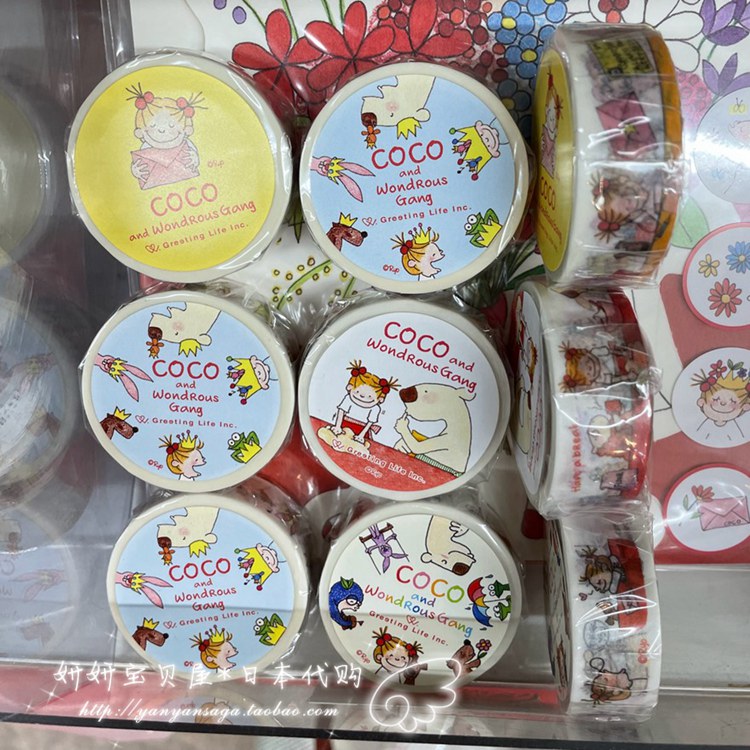 COCO
and WondRous Gang
Greeting Life Inc.
COCO
and
WondRous
Gang
Greeting Life Inc.
COCO
COCO
and
WondRous
Gang
Greeting Life Inc.
COCO and
WondRous Gang
Greeting Life Inc.
COCO
and
WondRous
Gang
Greeting Life Inc.
COCO
and
WondRous Gang
Greeting Life Inc.
妍妍宝贝屋*日本代购
http://yanyansaga.taobao.com/